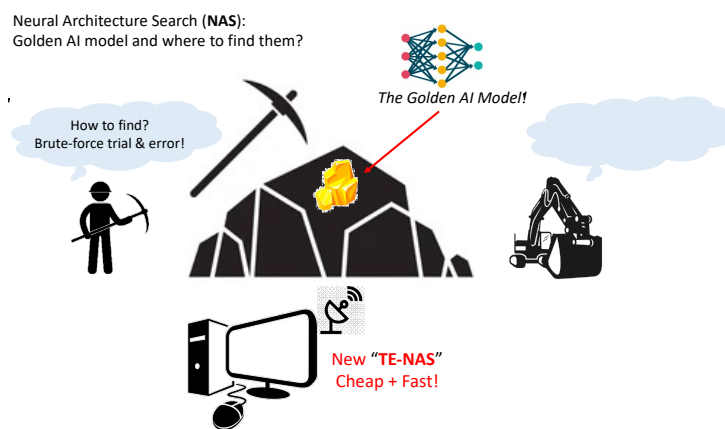 Neural Architecture Search (NAS):
Golden AI model and where to find them?
The Golden AI Model!
How to find?
Brute-force trial & error!
New “TE-NAS”
Cheap + Fast!